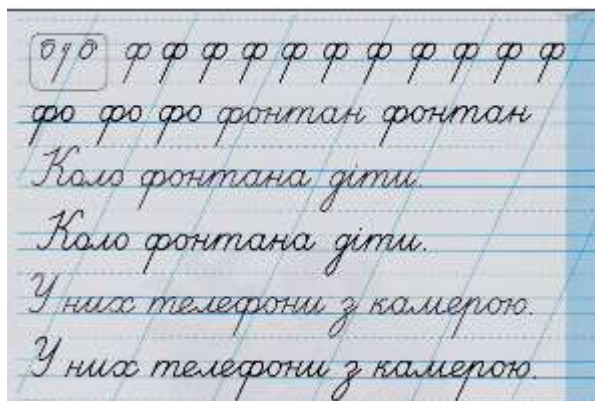 ф ф ф ф ф ф ф ф ф ф ф
фо фо фо фонтан фонтан
Коло фонтана діти.
Коло фонтана діти.
У них телефони з камерою.
У них телефони з камерою.